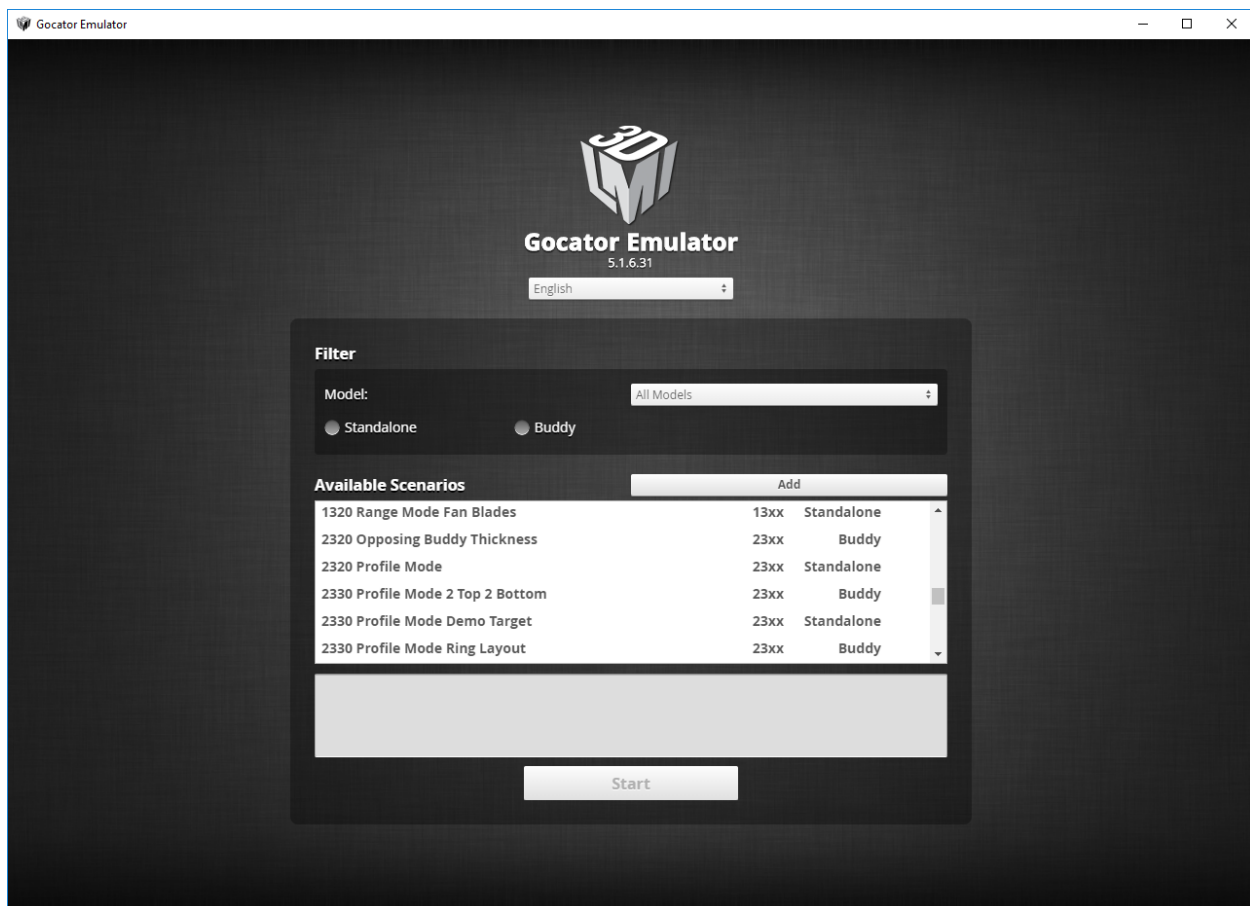 Gocator Emulator
3D
LMI
Gocator Emulator
5.1.6.31
English
Filter
Model: All Models
Standalone Buddy
Available Scenarios Add
1320 Range Mode Fan Blades 13xx Standalone
2320 Opposing Buddy Thickness 23xx Buddy
2320 Profile Mode 23xx Standalone
2330 Profile Mode 2 Top 2 Bottom 23xx Buddy
2330 Profile Mode Demo Target 23xx Standalone
2330 Profile Mode Ring Layout 23xx Buddy
Start